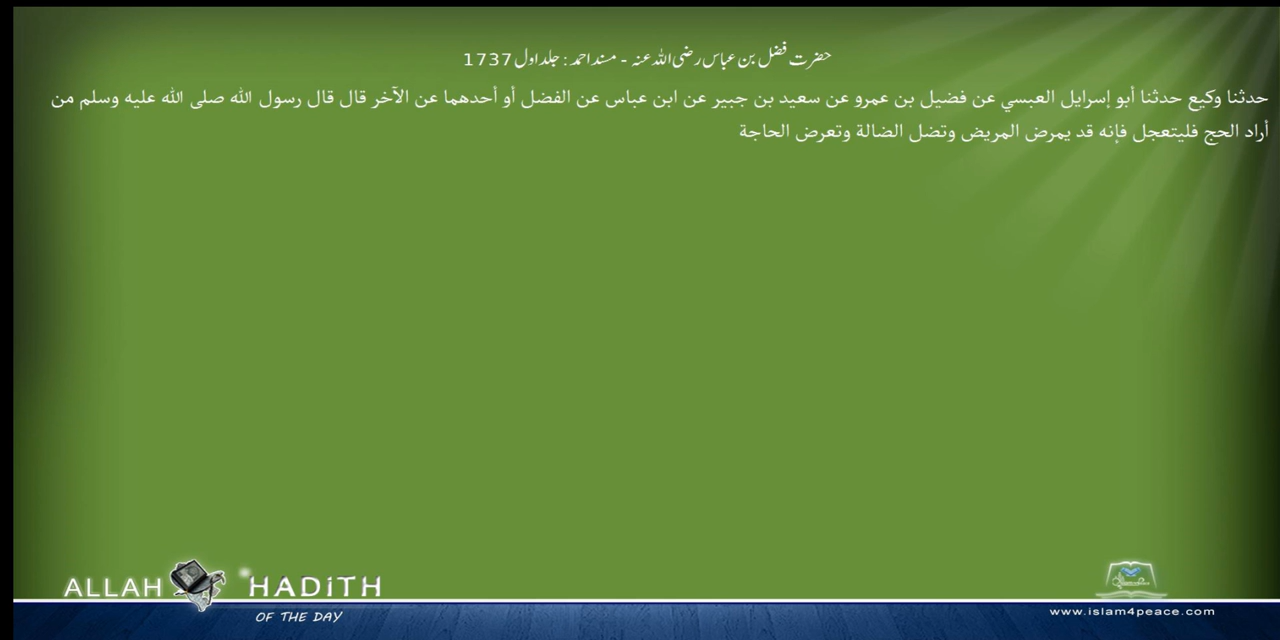 حضرت فضل بن عباس رضی اللہ عنہ - مسند احمد : جلد اول 1737
حدثنا وكيع حدثنا أبو إسرايل العبسي عن فضيل بن عمرو عن سعيد بن جبير عن ابن عباس عن الفضل أو أحدهما عن الآخر قال قال رسول الله صلى الله عليه وسلم من
أراد الحج فليتعجل فإنه قد يمرض المريض وتضل الضالة وتعرض الحاجة
ALLAH HADITH
OF THE DAY
www.islam4peace.com